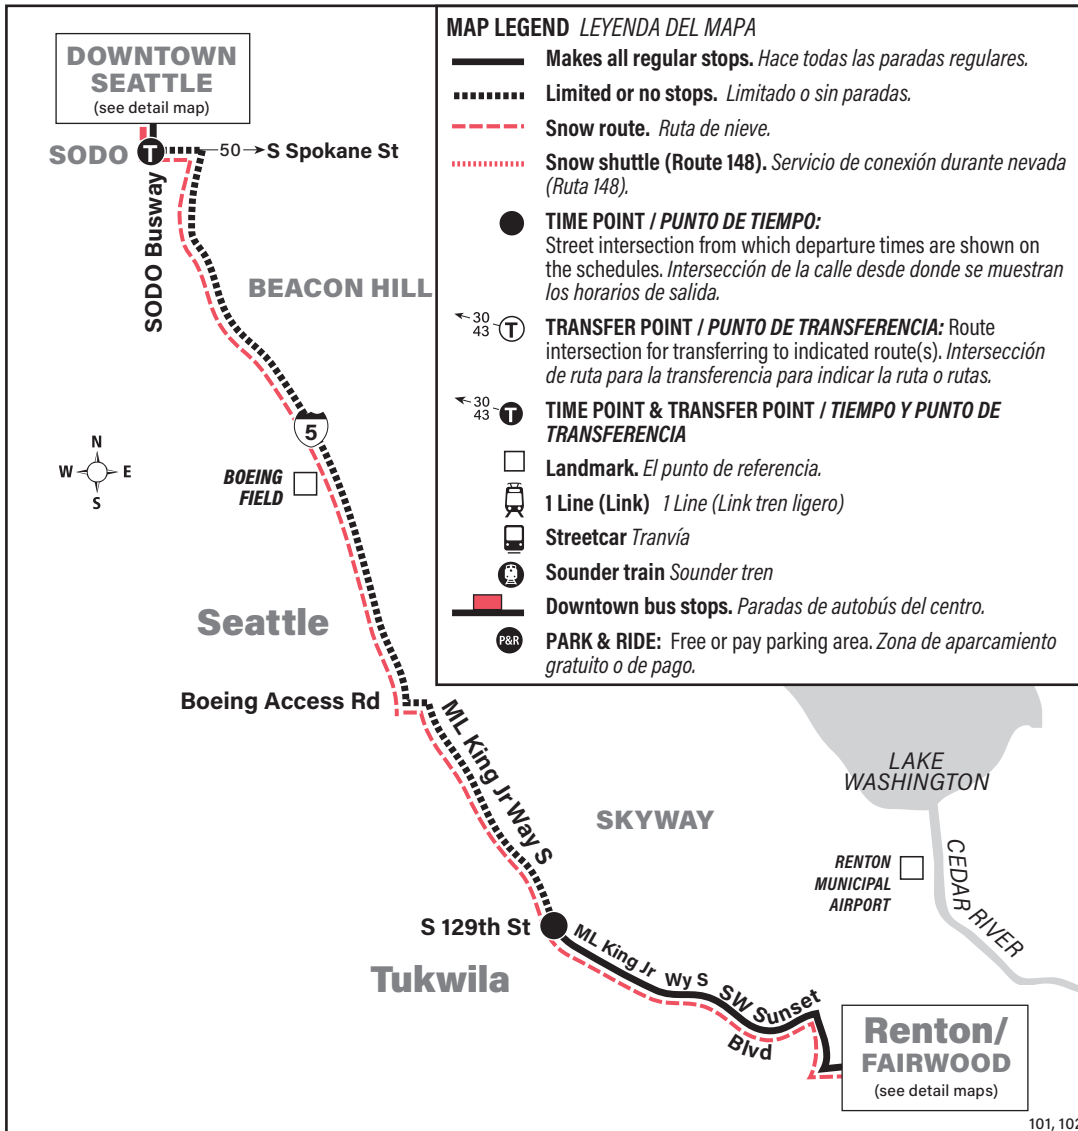 DOWNTOWN
SEATTLE
(see detail map)
SODO
T
50
S Spokane St
SODO Busway
BEACON HILL
5
N
W
E
S
BOEING
FIELD
Seattle
Boeing Access Rd
ML King Jr Way S
SKYWAY
LAKE
WASHINGTON
RENTON
MUNICIPAL
AIRPORT
CEDAR RIVER
S 129th St
Tukwila
ML King Jr
Wy S
SW Sunset
Blvd
Renton/
FAIRWOOD
(see detail maps)
MAP LEGEND LEYENDA DEL MAPA
Makes all regular stops. Hace todas las paradas regulares.
Limited or no stops. Limitado o sin paradas.
Snow route. Ruta de nieve.
Snow shuttle (Route 148). Servicio de conexión durante nevada
(Ruta 148).
TIME POINT / PUNTO DE TIEMPO:
Street intersection from which departure times are shown on
the schedules. Intersección de la calle desde donde se muestran
los horarios de salida.
30
43
T
TRANSFER POINT / PUNTO DE TRANSFERENCIA: Route
intersection for transferring to indicated route(s). Intersección
de ruta para la transferencia para indicar la ruta o rutas.
30
43
T
TIME POINT & TRANSFER POINT / TIEMPO Y PUNTO DE
TRANSFERENCIA
Landmark. El punto de referencia.
1 Line (Link) 1 Line (Link tren ligero)
Streetcar Tranvía
Sounder train Sounder tren
Downtown bus stops. Paradas de autobús del centro.
P&R
PARK & RIDE: Free or pay parking area. Zona de aparcamiento
gratuito o de pago.
101, 102